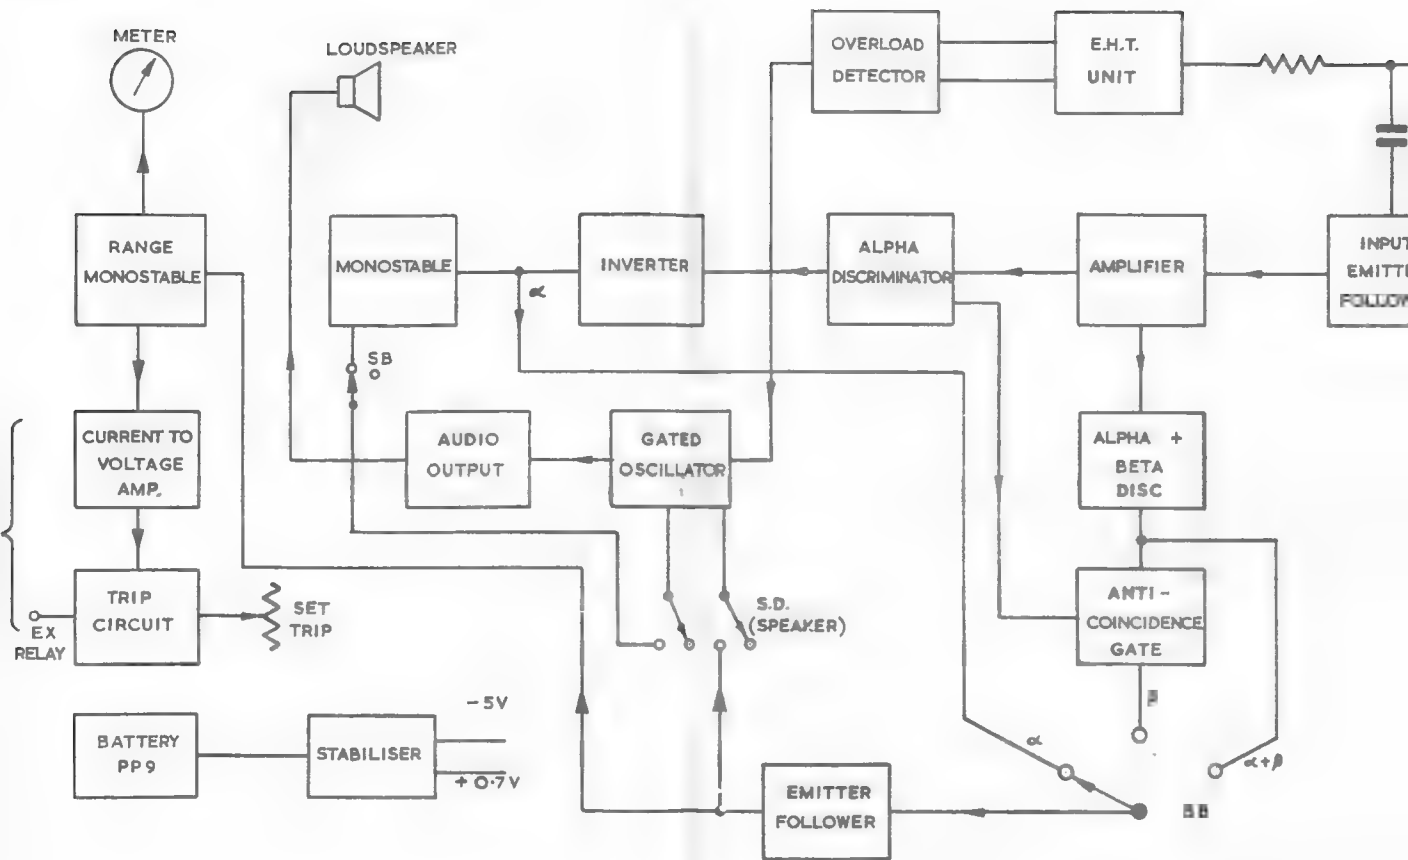 METER
LOUDSPEAKER
OVERLOAD
DETECTOR
E.H.T.
UNIT
RANGE
MONOSTABLE
MONOSTABLE
INVERTER
ALPHA
DISCRIMINATOR
AMPLIFIER
INPUT
α
SB
CURRENT TO
VOLTAGE
AMP.
AUDIO
OUTPUT
GATED
OSCILLATOR
ALPHA +
BETA
DISC
TRIP
CIRCUIT
SET
TRIP
EX
RELAY
S.D.
(SPEAKER)
ANTI-
COINCIDENCE
GATE
BATTERY
PP9
STABILISER
-5V
+0.7V
α
α+β
EMITTER
FOLLOWER